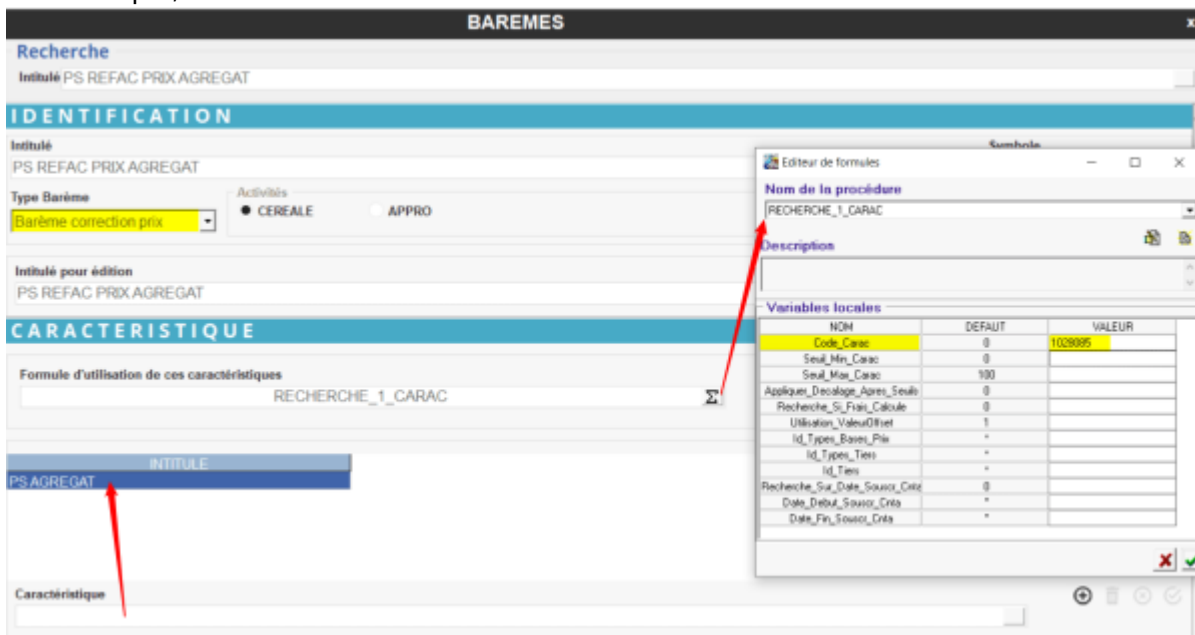 BAREMES
x
Recherche
Intitulé PS REFAC PRIX AGREGAT
IDENTIFICATION
Intitulé
Symbole
PS REFAC PRIX AGREGAT
Type Barème
Activités
Barème correction prix
CEREALE
APPRO
Intitulé pour édition
PS REFAC PRIX AGREGAT
CARACTERISTIQUE
Formule d'utilisation de ces caractéristiques
RECHERCHE_1_CARAC
Σ
INTITULE
PS AGREGAT
Caractéristique
Editeur de formules
Nom de la procédure
RECHERCHE_1_CARAC
Description
Variables locales
NOM DEFAUT VALEUR
Code_Carac 0 1028085
Seuil_Min_Carac 0
Seuil_Max_Carac 100
Appliquer_Decalage_Apres_Seuils 0
Recherche_Si_Frais_Calcule 0
Utilisation_ValeurOffset 1
Id_Types_Bases_Prix *
Id_Types_Tiers *
Id_Tiers *
Recherche_Sur_Date_Souscr_Cnta 0
Date_Debut_Souscr_Cnta *
Date_Fin_Souscr_Cnta *